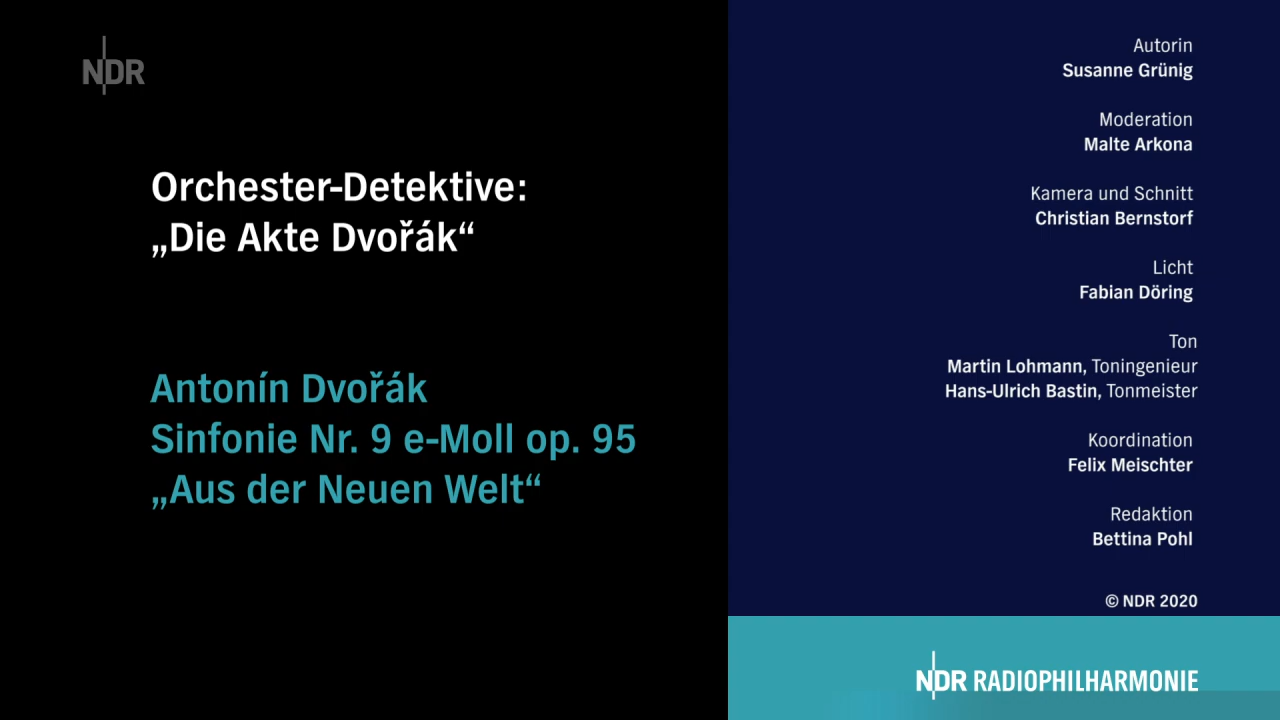 NDR
Orchester-Detektive:
„Die Akte Dvořák“
Antonín Dvořák
Sinfonie Nr. 9 e-Moll op. 95
„Aus der Neuen Welt“
Autorin
Susanne Grünig
Moderation
Malte Arkona
Kamera und Schnitt
Christian Bernstorf
Licht
Fabian Döring
Ton
Martin Lohmann, Toningenieur
Hans-Ulrich Bastin, Tonmeister
Koordination
Felix Meischter
Redaktion
Bettina Pohl
© NDR 2020
NDR RADIOPHILHARMONIE